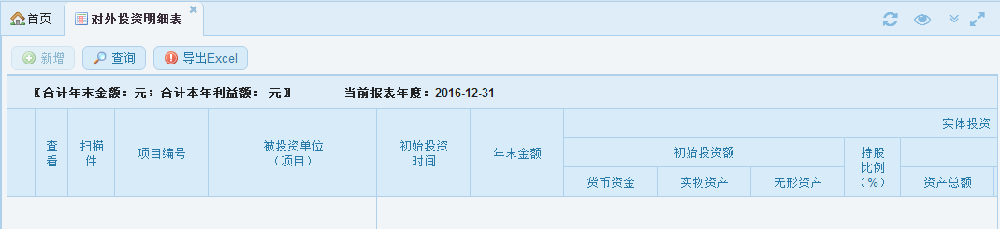 首页 对外投资明细表
新增 查询 导出Excel
〖合计年末金额：元；合计本年利益额： 元〗 当前报表年度：2016-12-31
实体投资
查看 扫描件 项目编号 被投资单位（项目） 初始投资时间 年末金额 初始投资额 持股比例（%）
货币资金 实物资产 无形资产 资产总额